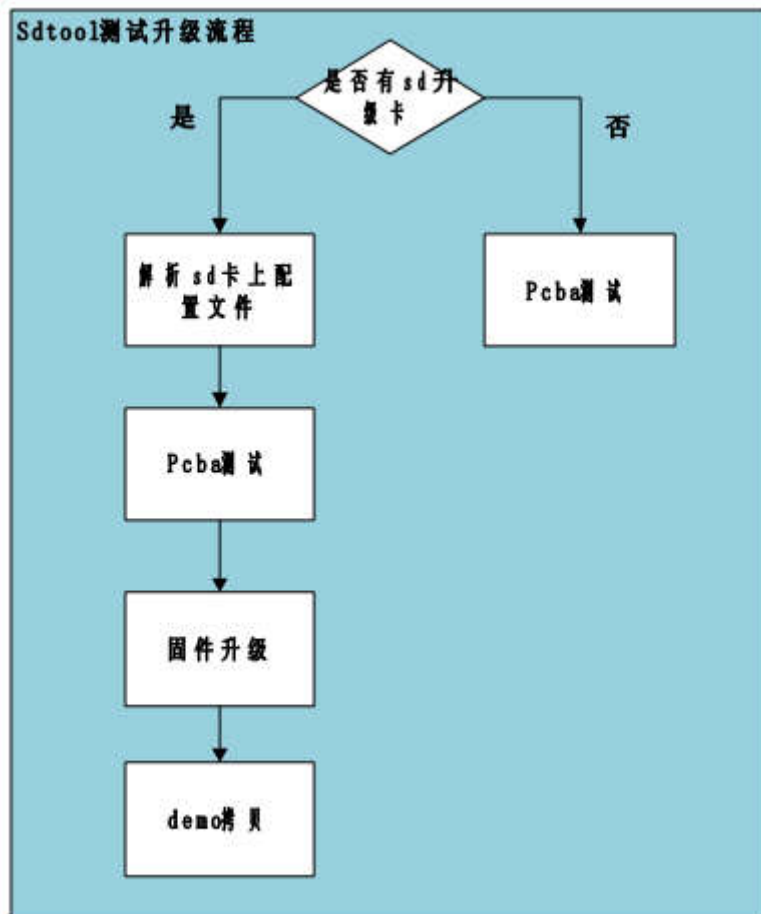 Sdtool测试升级流程
是否有sd升
级卡
是
否
解析sd卡上配
置文件
Pcba测试
Pcba测试
固件升级
demo拷贝